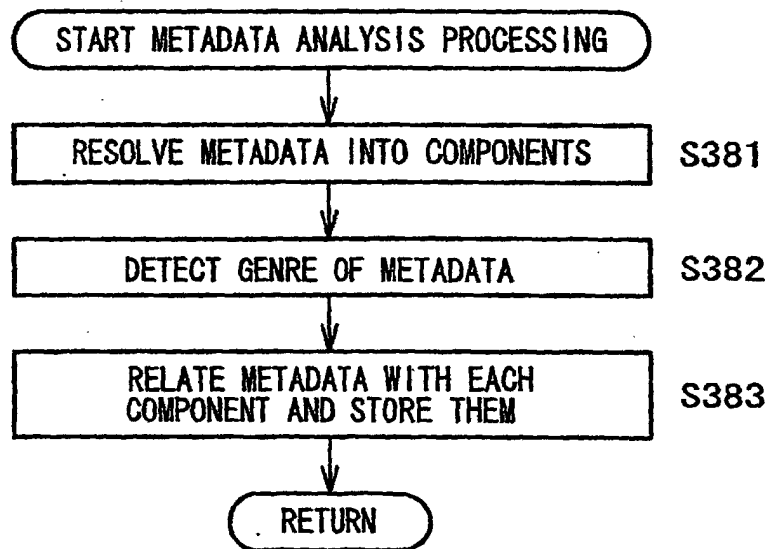 START METADATA ANALYSIS PROCESSING
RESOLVE METADATA INTO COMPONENTS S381
DETECT GENRE OF METADATA S382
RELATE METADATA WITH EACH
COMPONENT AND STORE THEM S383
RETURN